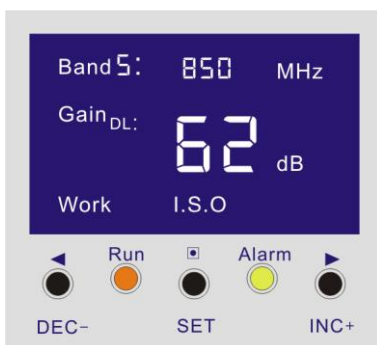 Band 5: 850 MHz
Gain DL:
62 dB
Work I.S.O
Run Alarm
DEC- SET INC+